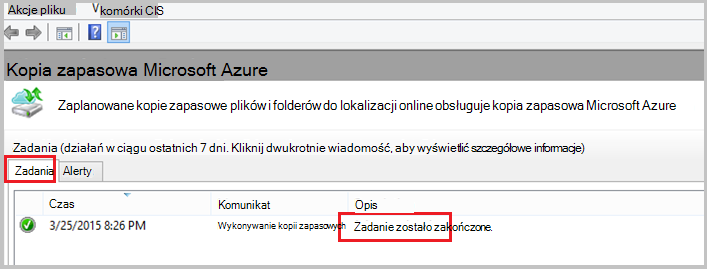 Akcje pliku V komórki CIS
Kopia zapasowa Microsoft Azure
Zaplanowane kopie zapasowe plików i folderów do lokalizacji online obsługuje kopia zapasowa Microsoft Azure
Zadania (działań w ciągu ostatnich 7 dni. Kliknij dwukrotnie wiadomość, aby wyświetlić szczegółowe informacje)
Zadania Alerty
Czas Komunikat Opis
3/25/2015 8:26 PM Wykonywanie kopii zapasowych Zadanie zostało zakończone.